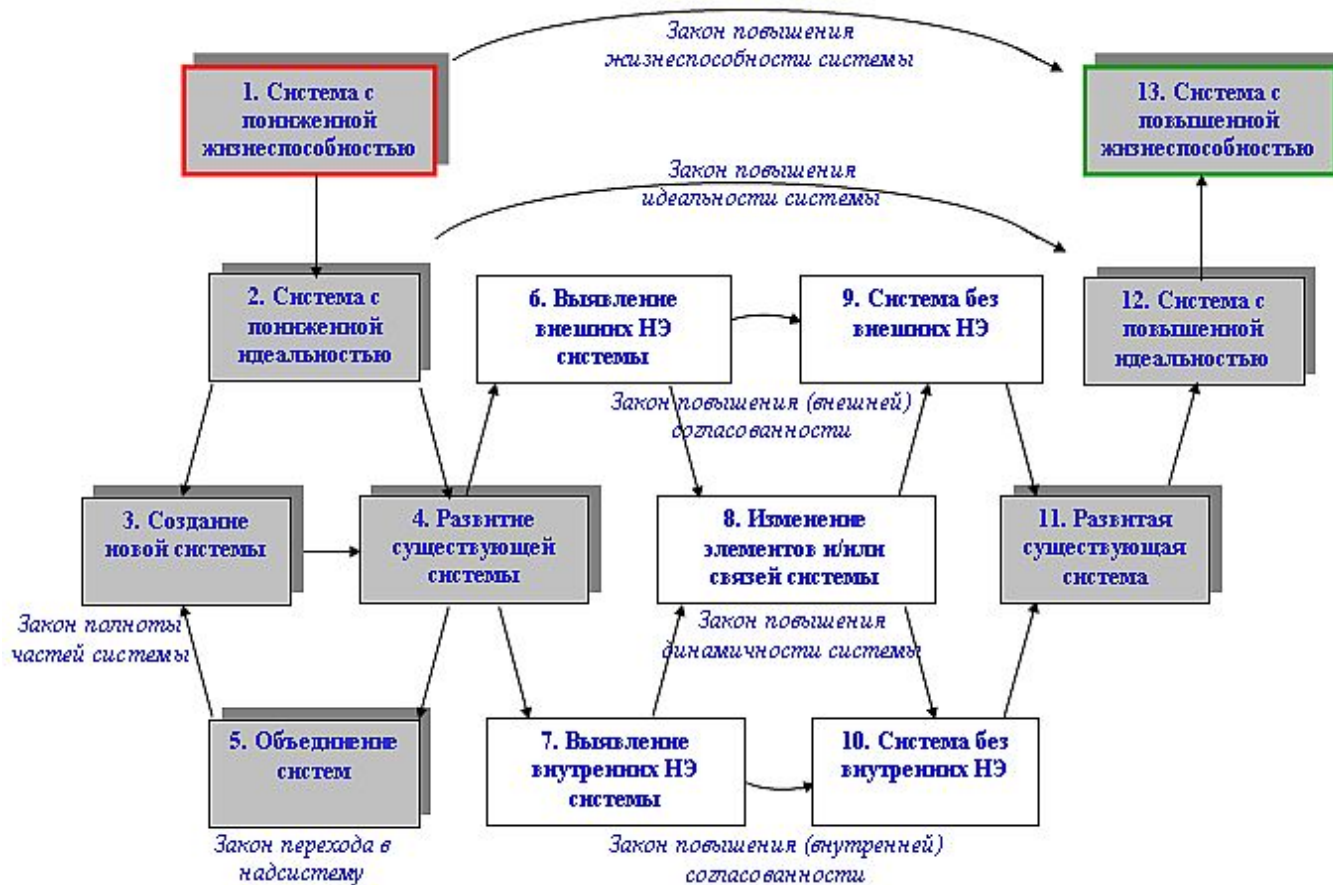 Закон повышения
жизнеспособности системы
1. Система с
пониженной
жизнеспособностью
13. Система с
повышенной
жизнеспособностью
Закон повышения
идеальности системы
2. Система с
пониженной
идеальностью
6. Выявление
внешних НЭ
системы
9. Система без
внешних НЭ
12. Система с
повышенной
идеальностью
Закон повышения (внешней)
согласованности
3. Создание
новой системы
4. Развитие
существующей
системы
8. Изменение
элементов и/или
связей системы
11. Развитая
существующая
система
Закон полноты
частей системы
Закон повышения
динамичности системы
5. Объединение
систем
7. Выявление
внутренних НЭ
системы
10. Система без
внутренних НЭ
Закон перехода в
надсистему
Закон повышения (внутренней)
согласованности